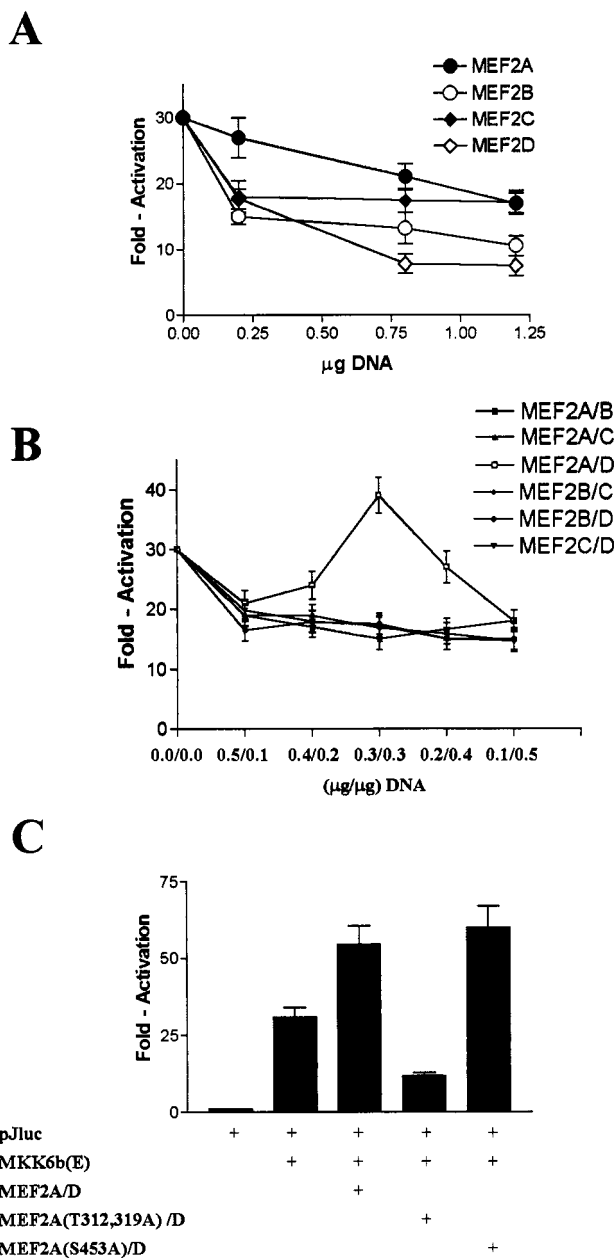 A
MEF2A
MEF2B
MEF2C
MEF2D
Fold - Activation
30
20
10
0
0.00 0.25 0.50 0.75 1.00 1.25
µg DNA
B
MEF2A/B
MEF2A/C
MEF2A/D
MEF2B/C
MEF2B/D
MEF2C/D
Fold - Activation
40
30
20
10
0
0.0/0.0 0.5/0.1 0.4/0.2 0.3/0.3 0.2/0.4 0.1/0.5
(µg/µg) DNA
C
Fold - Activation
75
50
25
0
pJluc + + + + +
MKK6b(E) + + + +
MEF2A/D +
MEF2A(T312,319A) /D +
MEF2A(S453A)/D +